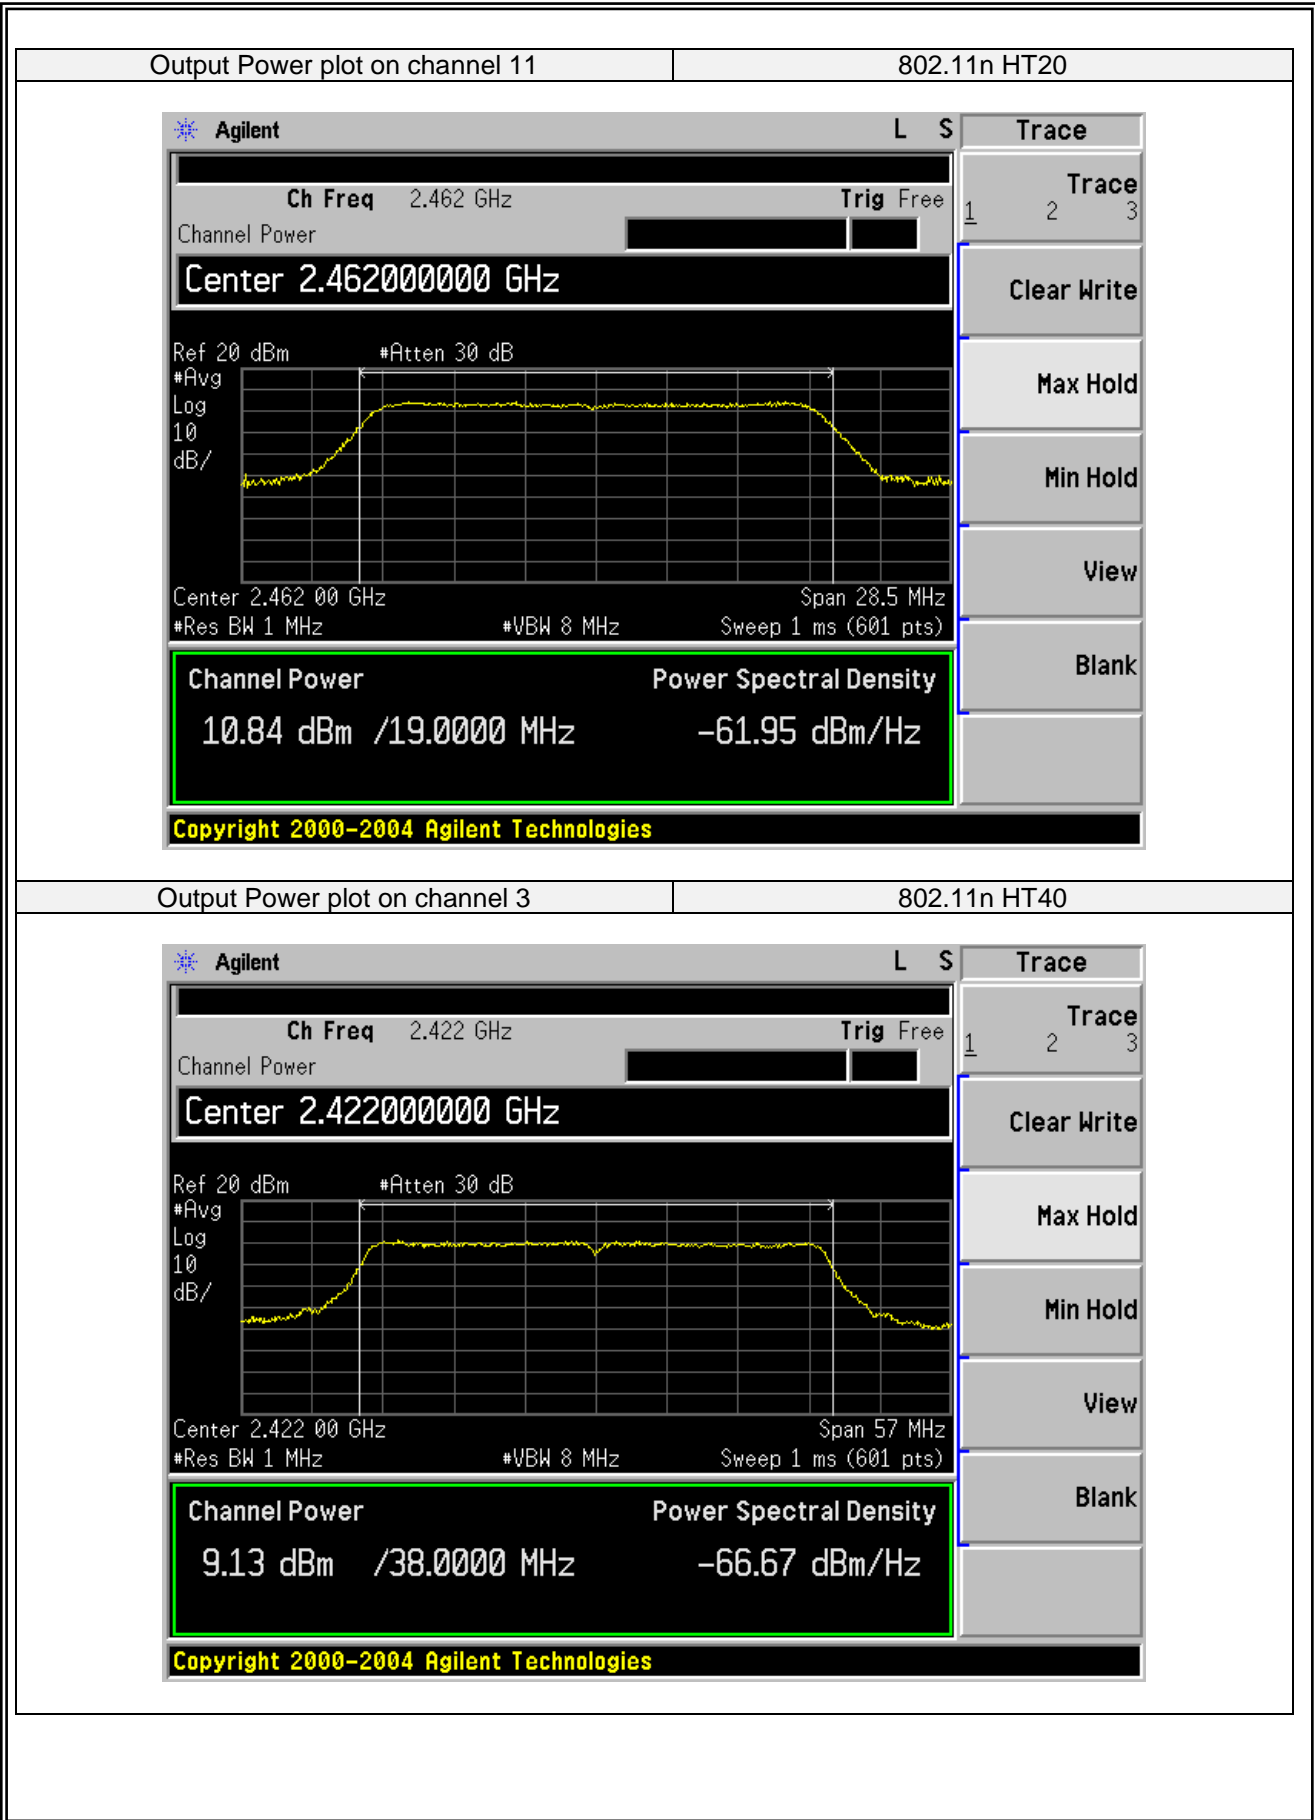 Output Power plot on channel 11 802.11n HT20
Agilent L S Trace
Ch Freq 2.462 GHz Trig Free
Channel Power
Center 2.462000000 GHz
Ref 20 dBm #Atten 30 dB
#Avg
Log
10
dB/
Center 2.462 00 GHz Span 28.5 MHz
#Res BW 1 MHz #VBW 8 MHz Sweep 1 ms (601 pts)
Channel Power Power Spectral Density
10.84 dBm /19.0000 MHz -61.95 dBm/Hz
Copyright 2000-2004 Agilent Technologies
Trace
1 2 3
Clear Write
Max Hold
Min Hold
View
Blank
Output Power plot on channel 3 802.11n HT40
Agilent L S Trace
Ch Freq 2.422 GHz Trig Free
Channel Power
Center 2.422000000 GHz
Ref 20 dBm #Atten 30 dB
#Avg
Log
10
dB/
Center 2.422 00 GHz Span 57 MHz
#Res BW 1 MHz #VBW 8 MHz Sweep 1 ms (601 pts)
Channel Power Power Spectral Density
9.13 dBm /38.0000 MHz -66.67 dBm/Hz
Copyright 2000-2004 Agilent Technologies
Trace
1 2 3
Clear Write
Max Hold
Min Hold
View
Blank